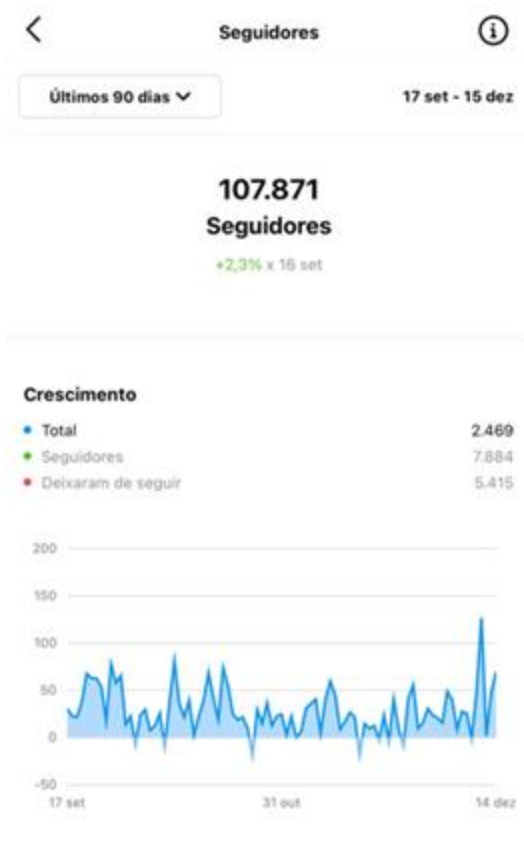 Seguidores
Últimos 90 dias
17 set - 15 dez
107.871
Seguidores
+2,3% x 16 set
Crescimento
Total 2.469
Seguidores 7.884
Deixaram de seguir 5.415
200
150
100
50
0
-50
17 set 31 out 14 dez